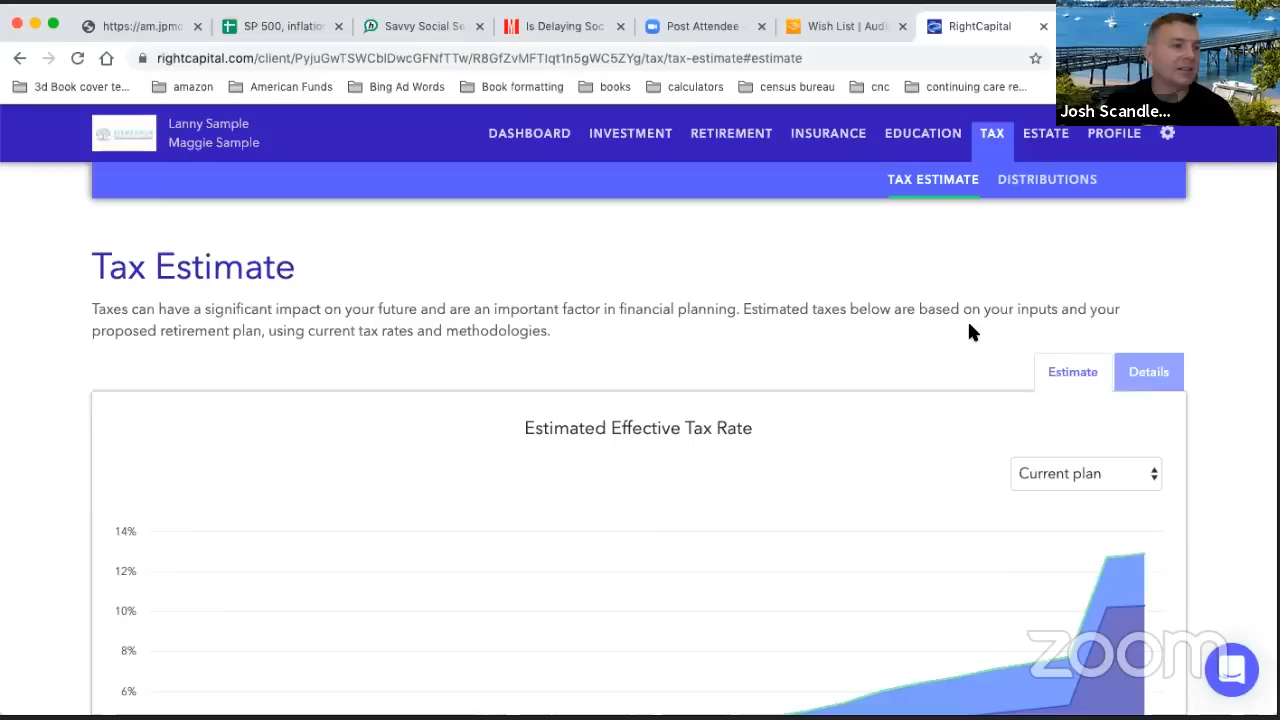 https://am.jpmo
SP 500, inflation
Savvy Social Se
Is Delaying Soc
Post Attendee
Wish List | Audi
RightCapital
rightcapital.com/client/PyjuGwTSWCbIDwcGFNfTTw/R8GfZvMFTIqt1n5gWC5ZYg/tax/tax-estimate#estimate
3d Book cover te...
amazon
American Funds
Bing Ad Words
Book formatting
books
calculators
census bureau
cnc
continuing care re...
Josh Scandle...
Lanny Sample
Maggie Sample
DASHBOARD
INVESTMENT
RETIREMENT
INSURANCE
EDUCATION
TAX
ESTATE
PROFILE
TAX ESTIMATE
DISTRIBUTIONS
Tax Estimate
Taxes can have a significant impact on your future and are an important factor in financial planning. Estimated taxes below are based on your inputs and your
proposed retirement plan, using current tax rates and methodologies.
Estimate
Details
Estimated Effective Tax Rate
Current plan
14%
12%
10%
8%
6%
zoom